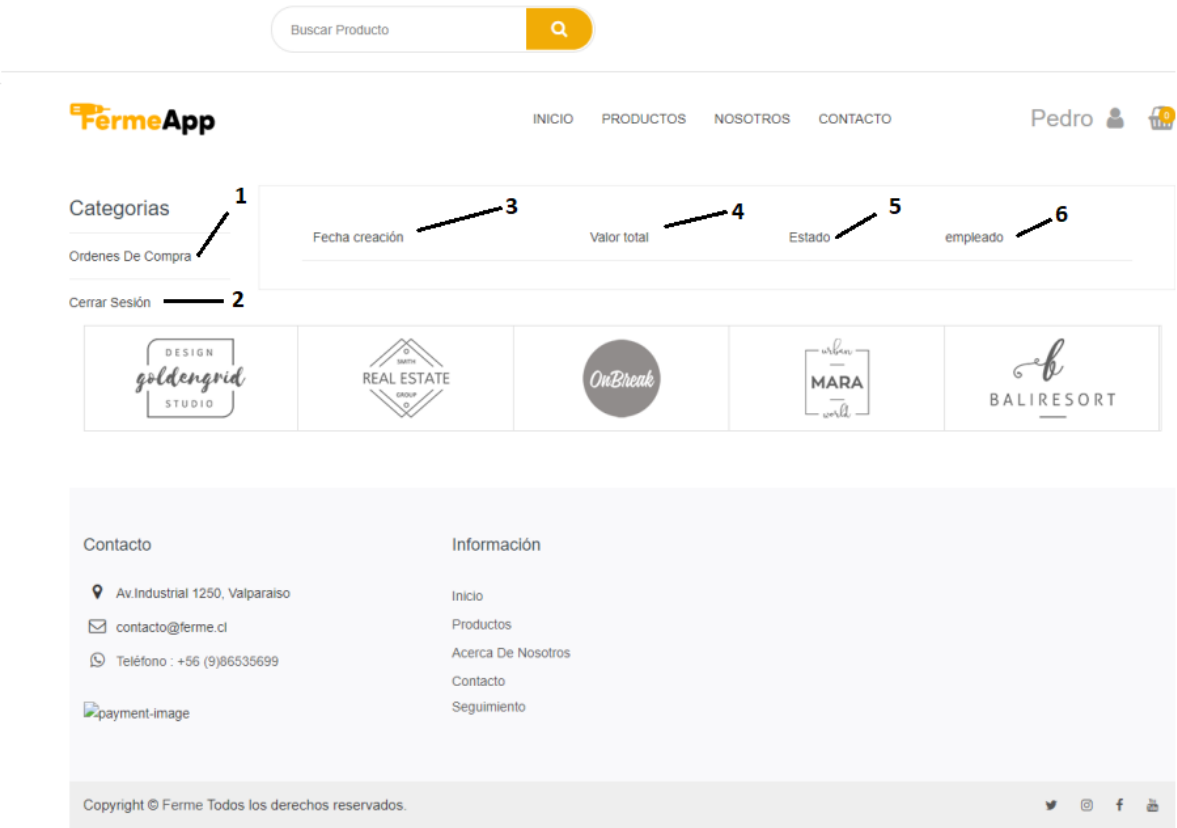 Buscar Producto
FermeApp
INICIO PRODUCTOS NOSOTROS CONTACTO
Pedro 0
Categorias
1
Ordenes De Compra
Cerrar Sesión 2
3 4 5 6
Fecha creación Valor total Estado empleado
DESIGN
goldengrid
STUDIO
SMITH
REAL ESTATE
GROUP
OnBreak
urban
MARA
world
b
BALIRESORT
Contacto
Av.Industrial 1250, Valparaiso
contacto@ferme.cl
Teléfono : +56 (9)86535699
payment-image
Información
Inicio
Productos
Acerca De Nosotros
Contacto
Seguimiento
Copyright © Ferme Todos los derechos reservados.